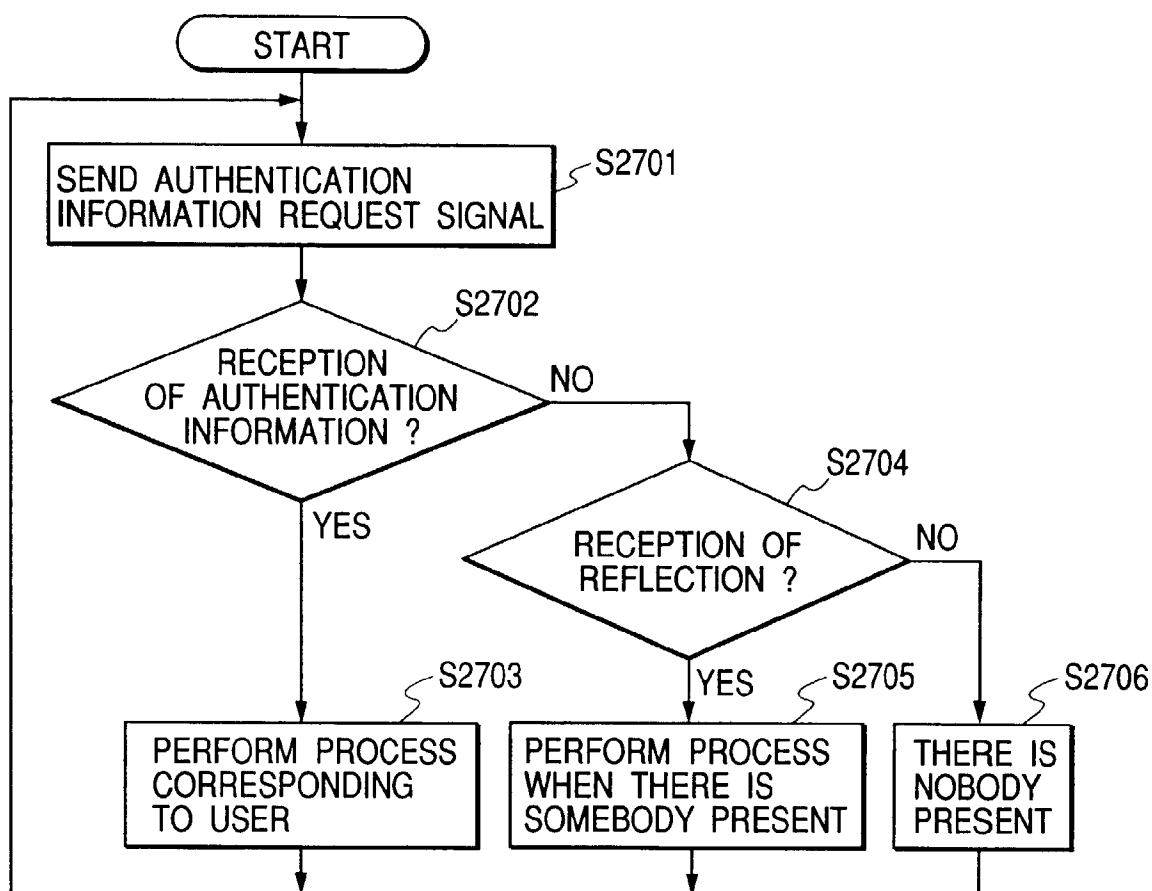 START
S2701
SEND AUTHENTICATION
INFORMATION REQUEST SIGNAL
S2702
RECEPTION
OF AUTHENTICATION
INFORMATION ?
NO
YES
S2704
RECEPTION OF
REFLECTION ?
NO
YES
S2703
PERFORM PROCESS
CORRESPONDING
TO USER
S2705
PERFORM PROCESS
WHEN THERE IS
SOMEBODY PRESENT
S2706
THERE IS
NOBODY
PRESENT